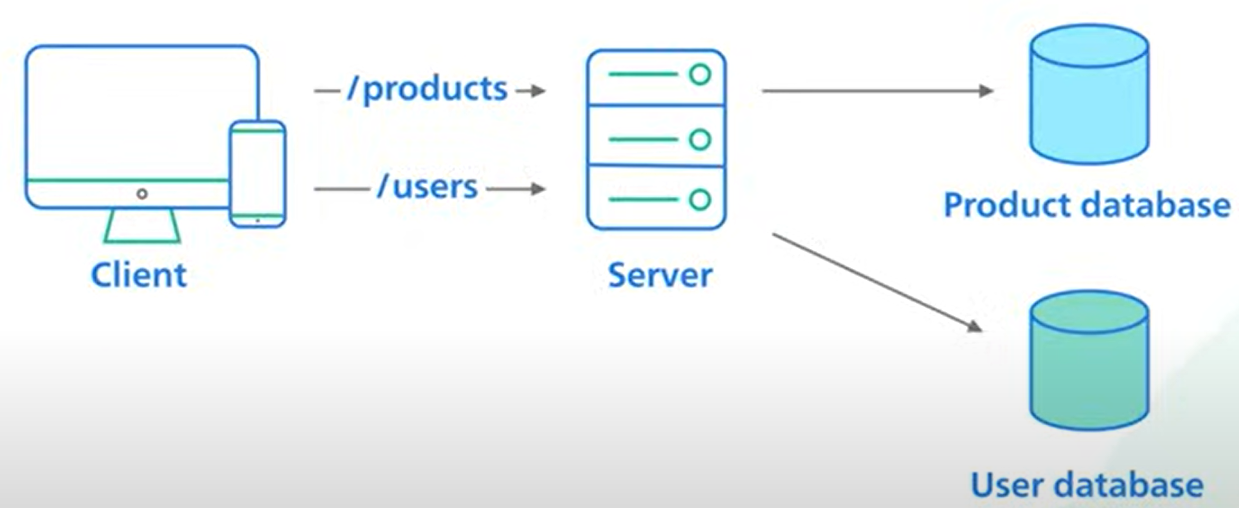 /products
/users
Client
Server
Product database
User database